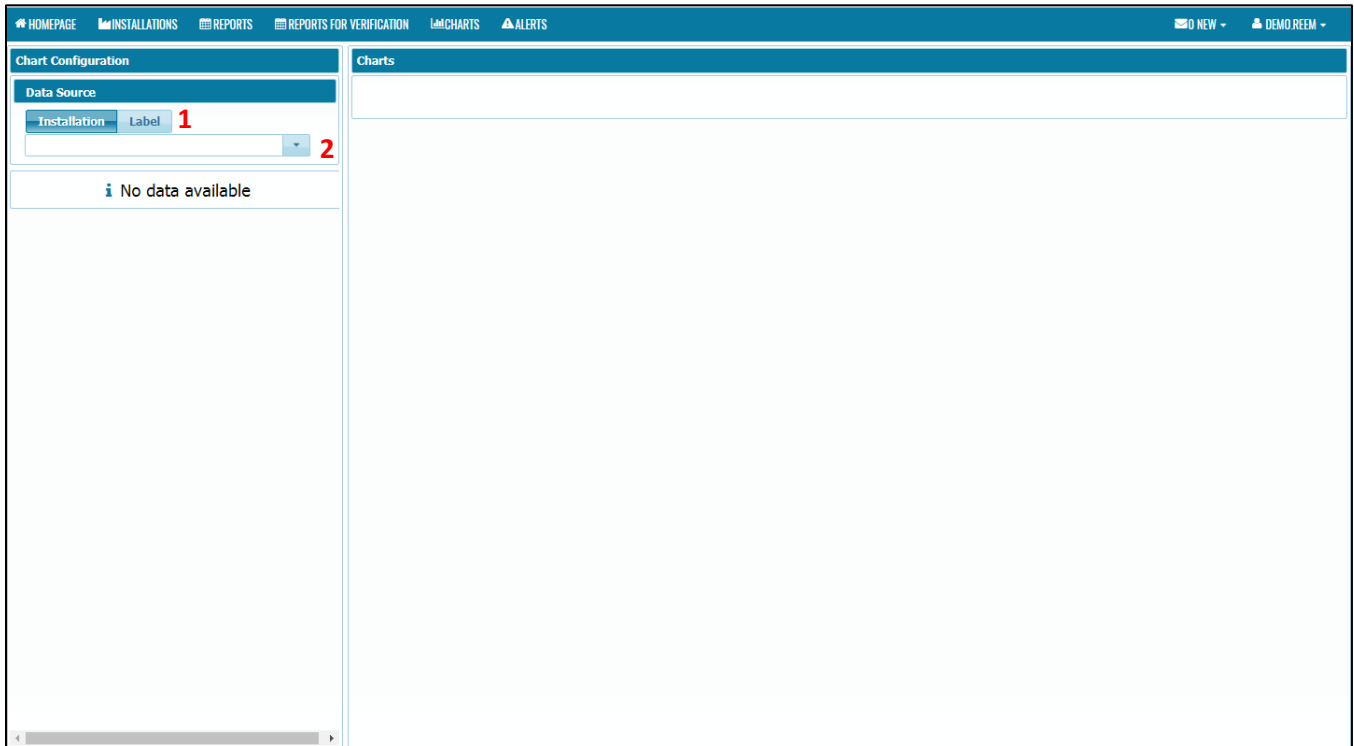 HOMEPAGE INSTALLATIONS REPORTS REPORTS FOR VERIFICATION CHARTS ALERTS 0 NEW DEMO.REEM
Chart Configuration
Data Source
Installation Label 1
2
No data available
Charts